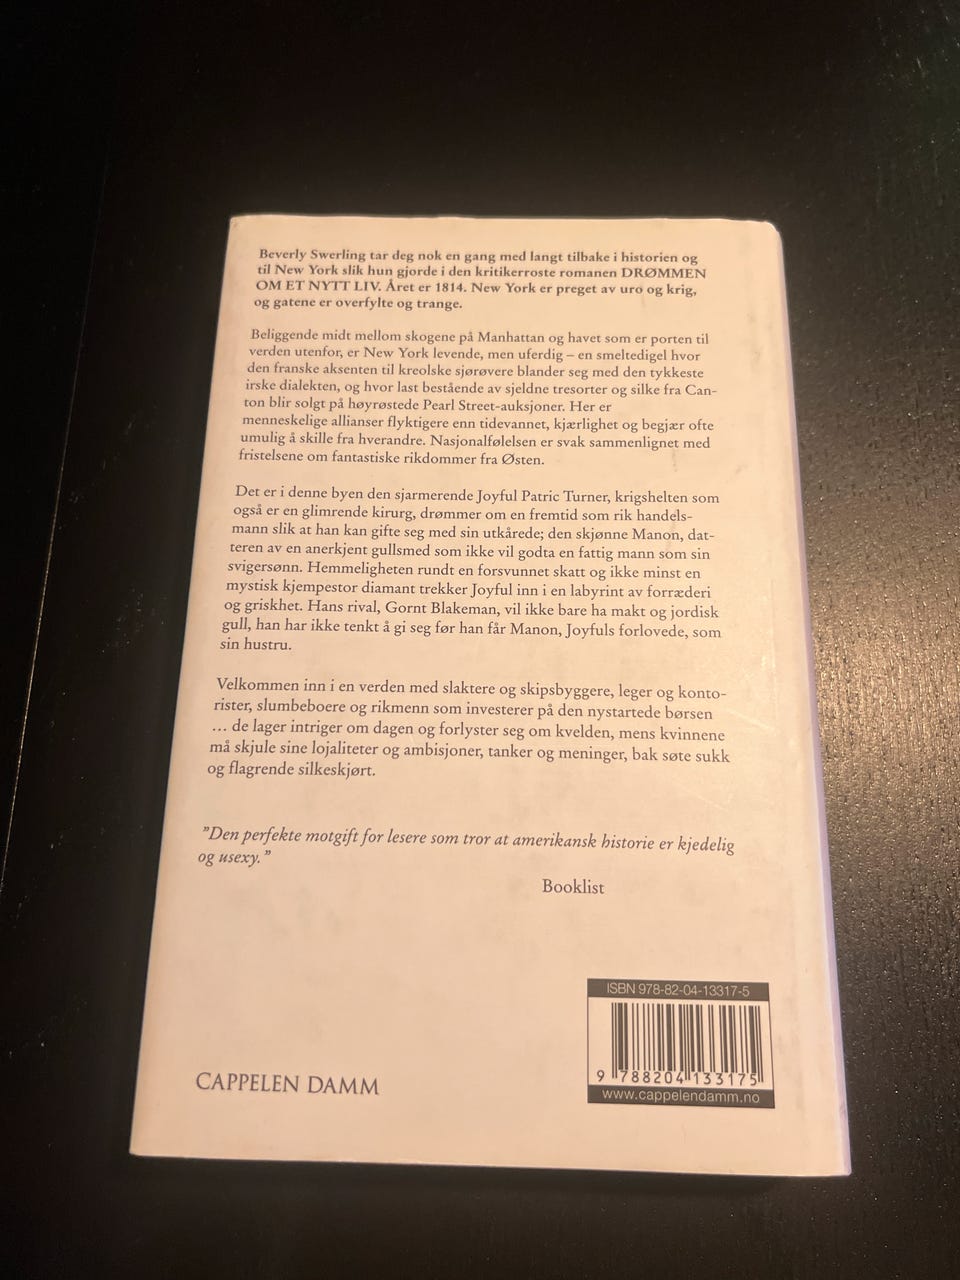 Beverly Swerling tar deg nok en gang med langt tilbake i historien og
til New York slik hun gjorde i den kritikerroste romanen DRØMMEN
OM ET NYTT LIV. Året er 1814. New York er preget av uro og krig,
og gatene er overfylte og trange.
Beliggende midt mellom skogene på Manhattan og havet som er porten til
verden utenfor, er New York levende, men uferdig – en smeltedigel hvor
den franske aksenten til kreolske sjørøvere blander seg med den tykkeste
irske dialekten, og hvor last bestående av sjeldne tresorter og silke fra Can-
ton blir solgt på høyrøstede Pearl Street-auksjoner. Her er
menneskelige allianser flyktigere enn tidevannet, kjærlighet og begjær ofte
umulig å skille fra hverandre. Nasjonalfølelsen er svak sammenlignet med
fristelsene om fantastiske rikdommer fra Østen.
Det er i denne byen den sjarmerende Joyful Patric Turner, krigshelten som
også er en glimrende kirurg, drømmer om en fremtid som rik handels-
mann slik at han kan gifte seg med sin utkårede; den skjønne Manon, dat-
teren av en anerkjent gullsmed som ikke vil godta en fattig mann som sin
svigersønn. Hemmeligheten rundt en forsvunnet skatt og ikke minst en
mystisk kjempestor diamant trekker Joyful inn i en labyrint av forræderi
og griskhet. Hans rival, Gornt Blakeman, vil ikke bare ha makt og jordisk
gull, han har ikke tenkt å gi seg før han får Manon, Joyfuls forlovede, som
sin hustru.
Velkommen inn i en verden med slaktere og skipsbyggere, leger og konto-
rister, slumbeboere og rikmenn som investerer på den nystartede børsen
… de lager intriger om dagen og forlyster seg om kvelden, mens kvinnene
må skjule sine lojaliteter og ambisjoner, tanker og meninger, bak søte sukk
og flagrende silkeskjørt.
”Den perfekte motgift for lesere som tror at amerikansk historie er kjedelig
og usexy.”
Booklist
ISBN 978-82-04-13317-5
9 788204 133175
www.cappelendamm.no
CAPPELEN DAMM